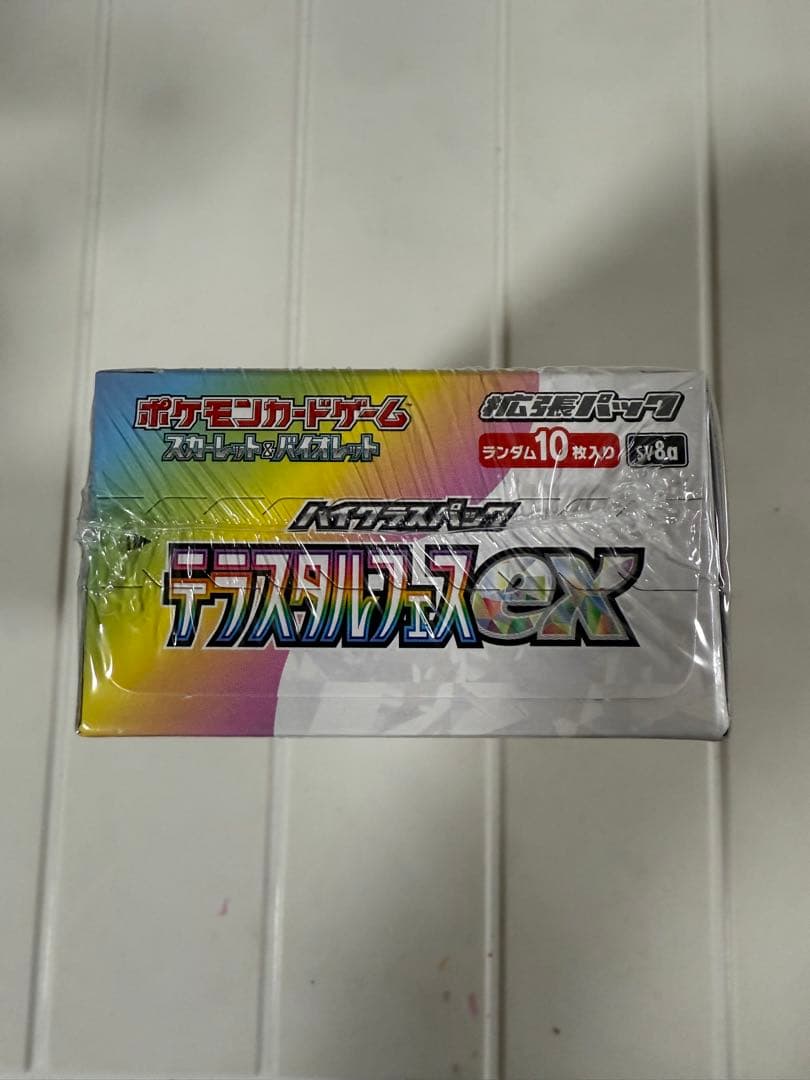 ポケモンカードゲーム
スカーレット&バイオレット
拡張パック
ランダム10枚入り
sv8a
ハイクラスパック
テラスタルフェスex